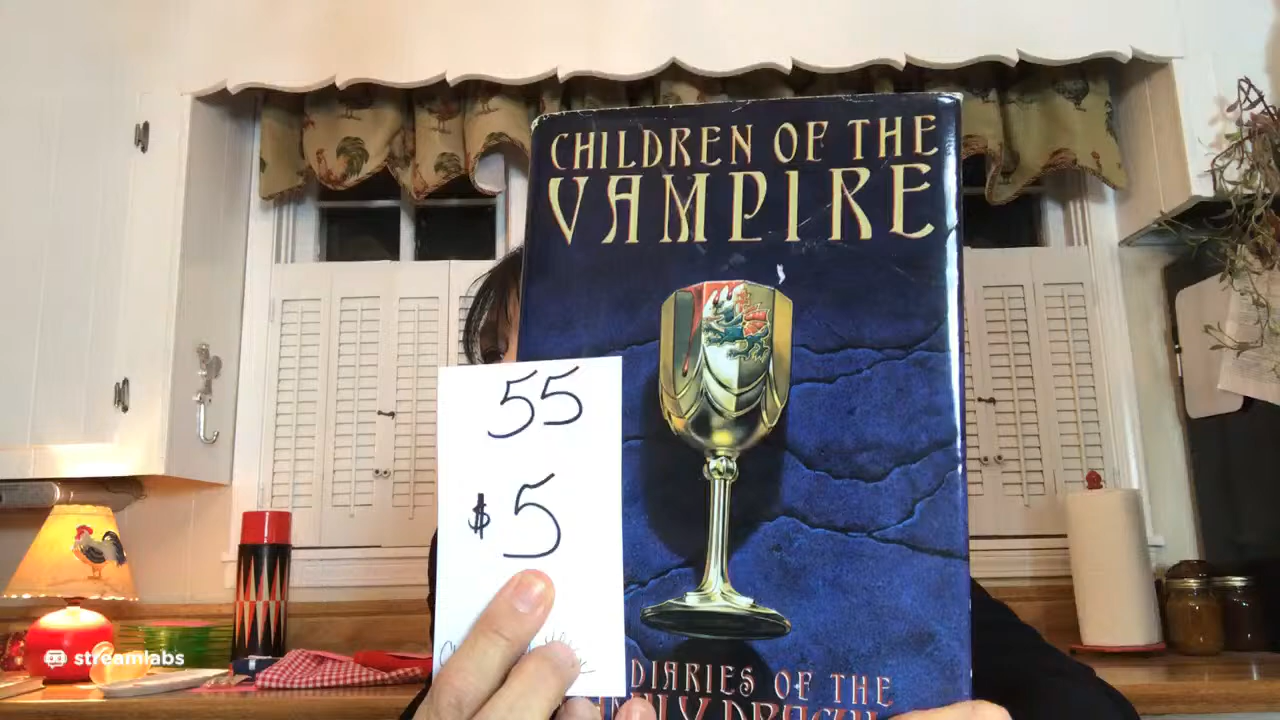 CHILDREN OF THE
VAMPIRE
55
$5
DIARIES OF THE
streamlabs